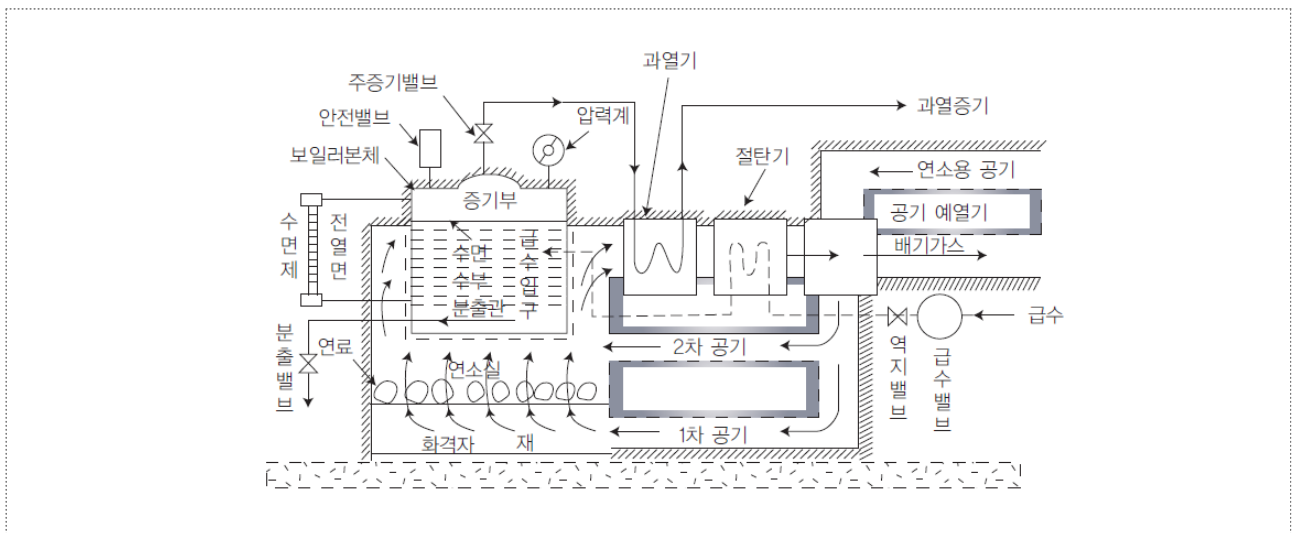 과열기
주증기밸브
과열증기
안전밸브
압력계
보일러본체
절탄기
연소용 공기
증기부
공기 예열기
수면제
전열면
급수입구
수면
수부
분출관
배기가스
급수
분출밸브
연료
2차 공기
역지밸브
급수밸브
연소실
1차 공기
화격자
재